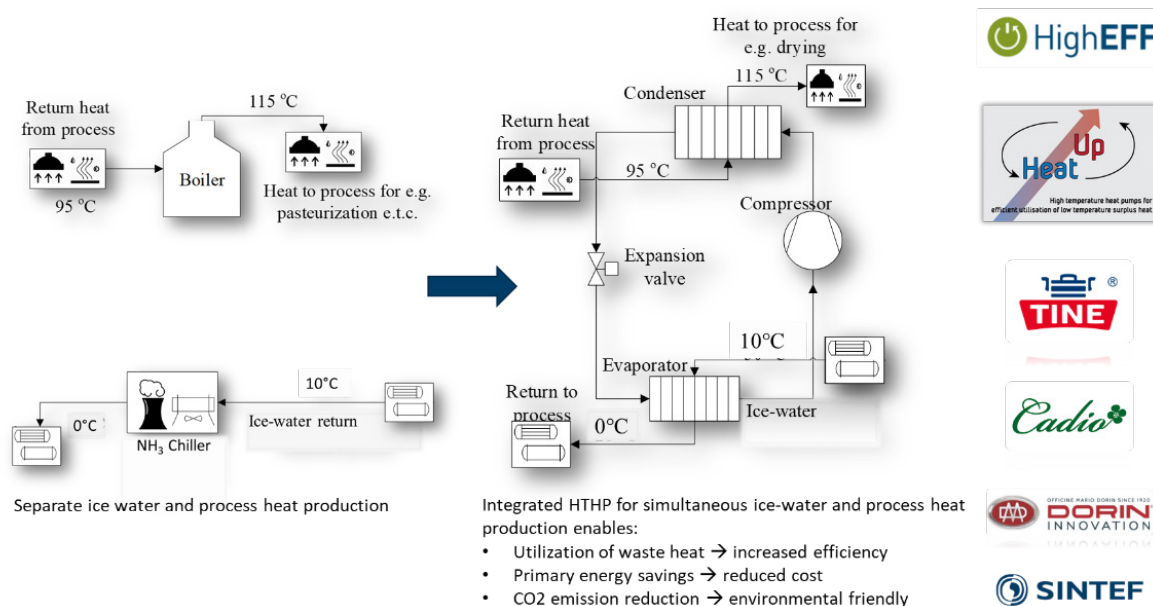 Return heat
from process
95 °C
Boiler
115 °C
Heat to process for e.g.
pasteurization e.t.c.
0°C
NH₃ Chiller
10°C
Ice-water return
Separate ice water and process heat production
Heat to process for
e.g. drying
115 °C
Condenser
Return heat
from process
95 °C
Compressor
Expansion
valve
10°C
Evaporator
Return to
process
0°C
Ice-water
Integrated HTHP for simultaneous ice-water and process heat
production enables:
• Utilization of waste heat → increased efficiency
• Primary energy savings → reduced cost
• CO2 emission reduction → environmental friendly
HighEFF
Heat Up
High temperature heat pumps for
efficient utilisation of low temperature surplus heat
TINE ®
Cadio
OFFICINE MARIO DORIN SINCE 1920
DORIN
INNOVATION
SINTEF